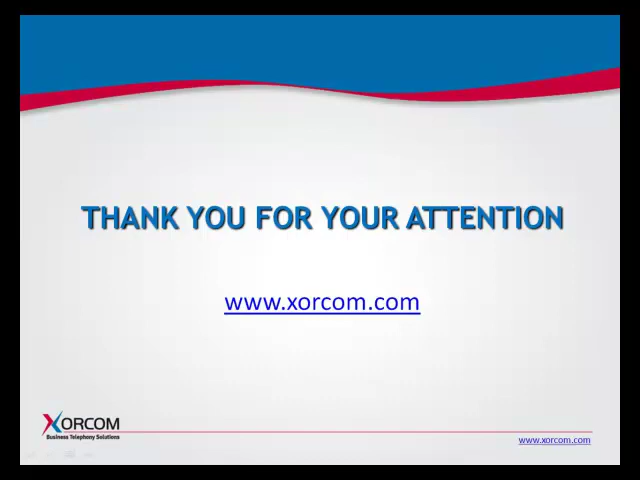 THANK YOU FOR YOUR ATTENTION
www.xorcom.com
XORCOM
Business Telephony Solutions
www.xorcom.com